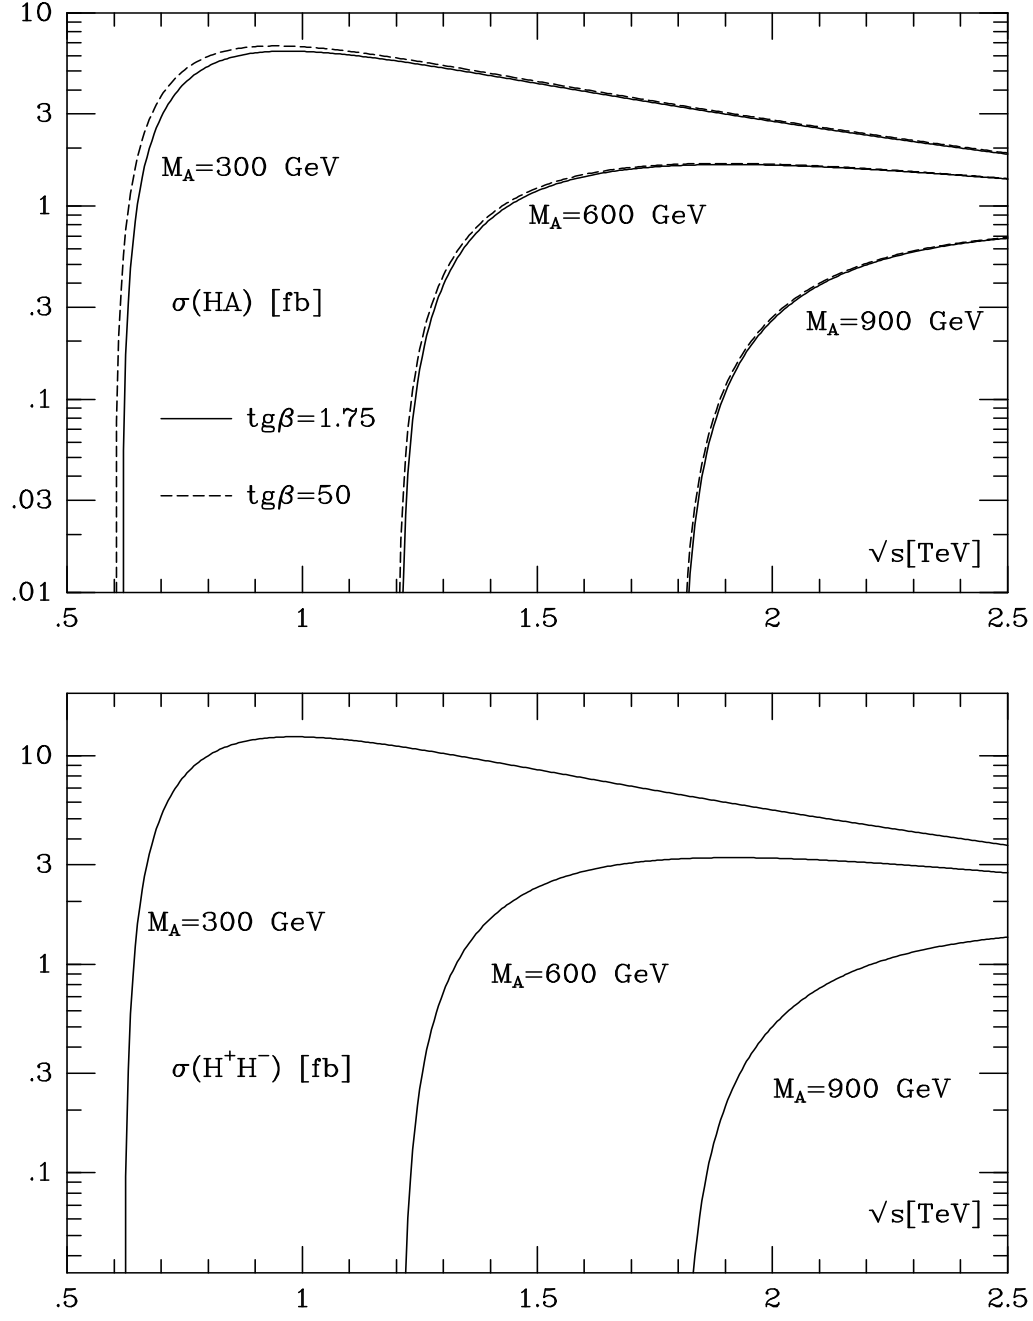 10
3
M_A=300 GeV
1
M_A=600 GeV
σ(HA) [fb]
.3
M_A=900 GeV
.1
tgβ=1.75
tgβ=50
.03
√s[TeV]
.01
.5 1 1.5 2 2.5
10
3
M_A=300 GeV
1
M_A=600 GeV
σ(H⁺H⁻) [fb]
.3
M_A=900 GeV
.1
√s[TeV]
.5 1 1.5 2 2.5